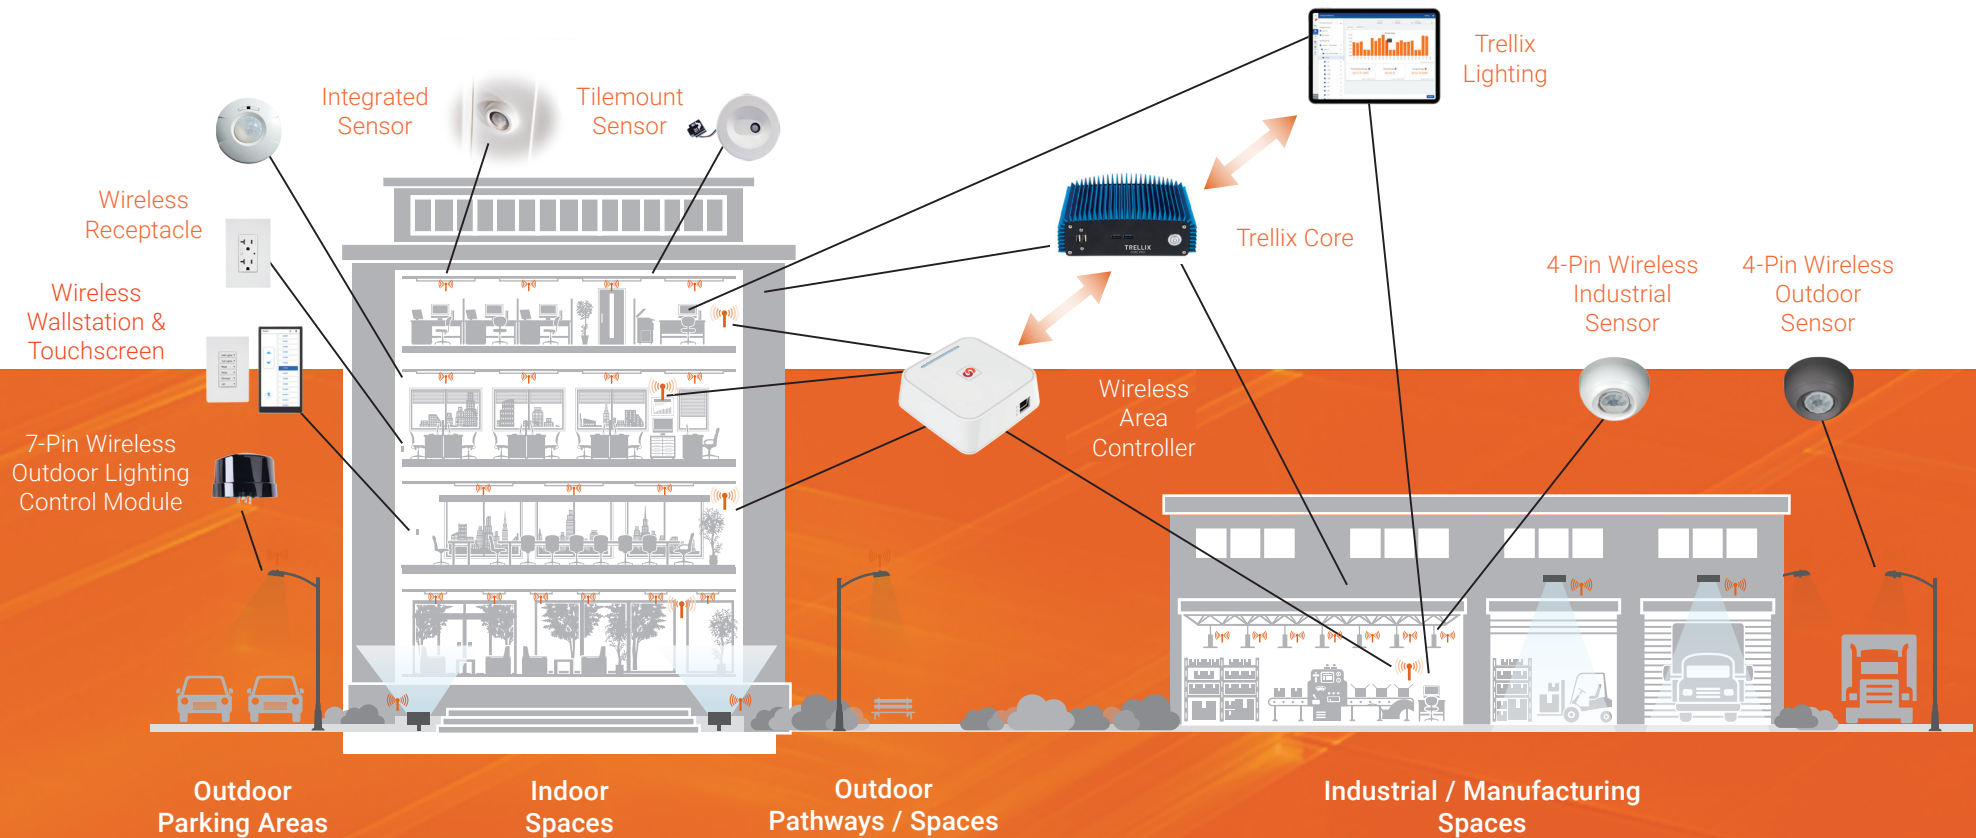 Integrated
Sensor
Tilemount
Sensor
Trellix
Lighting
Wireless
Receptacle
TRELLIX
Trellix Core
4-Pin Wireless
Industrial
Sensor
4-Pin Wireless
Outdoor
Sensor
Wireless
Wallstation &
Touchscreen
Wireless
Area
Controller
7-Pin Wireless
Outdoor Lighting
Control Module
Outdoor
Parking Areas
Indoor
Spaces
Outdoor
Pathways / Spaces
Industrial / Manufacturing
Spaces